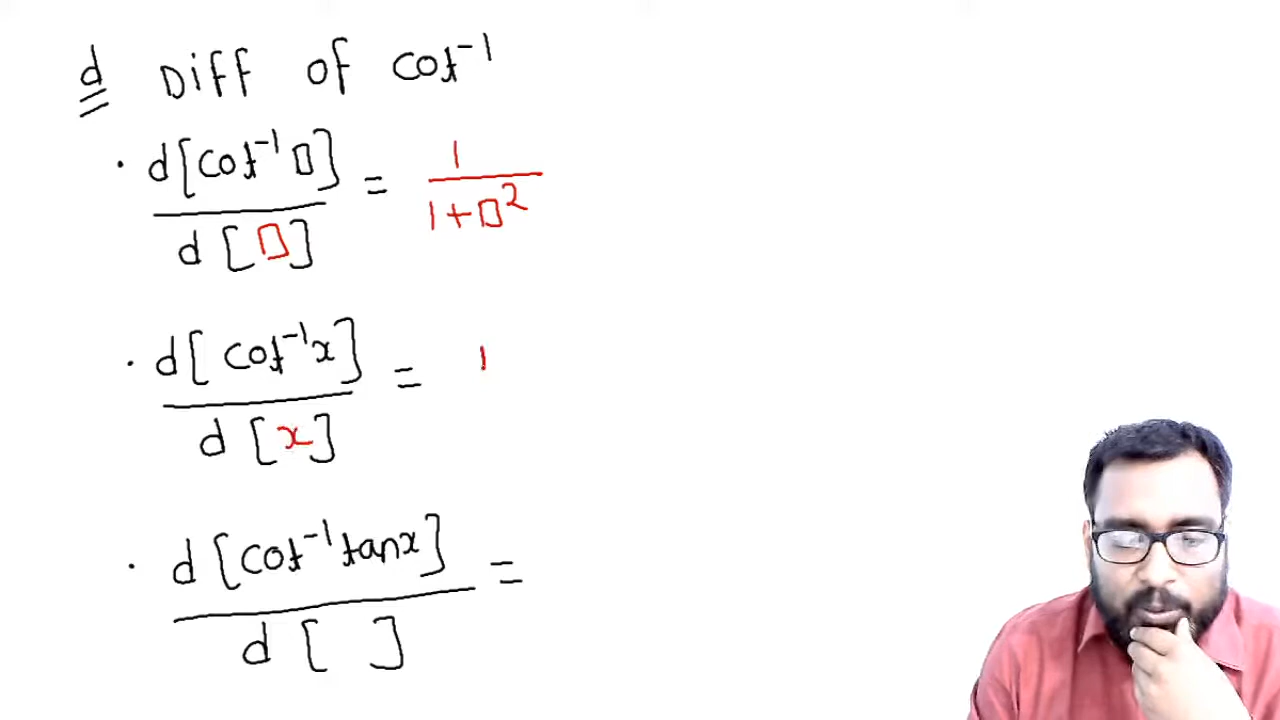 d Diff of cot⁻¹
· d[cot⁻¹ □] / d[□] = 1 / 1+□²
· d[cot⁻¹x] / d[x] = 1
· d[cot⁻¹tanx] / d[ ] =